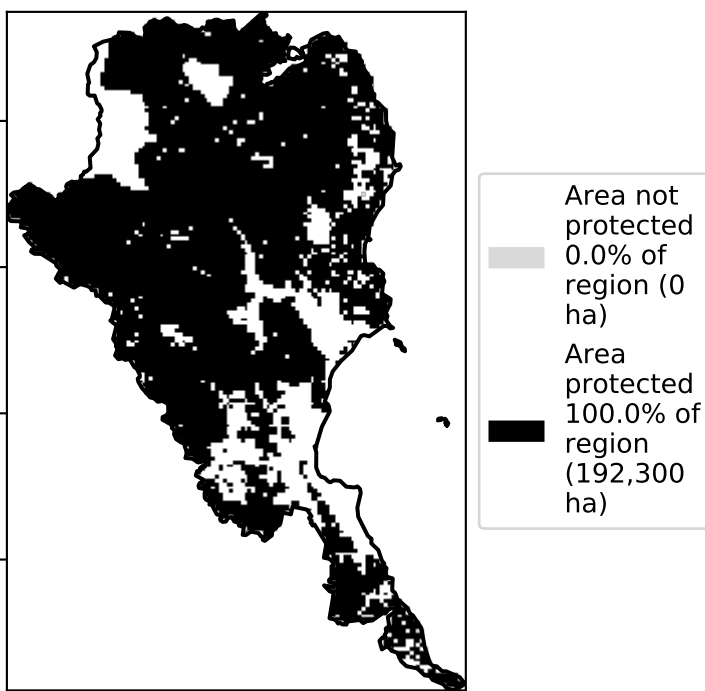 Area not
protected
0.0% of
region (0
ha)
Area
protected
100.0% of
region
(192,300
ha)